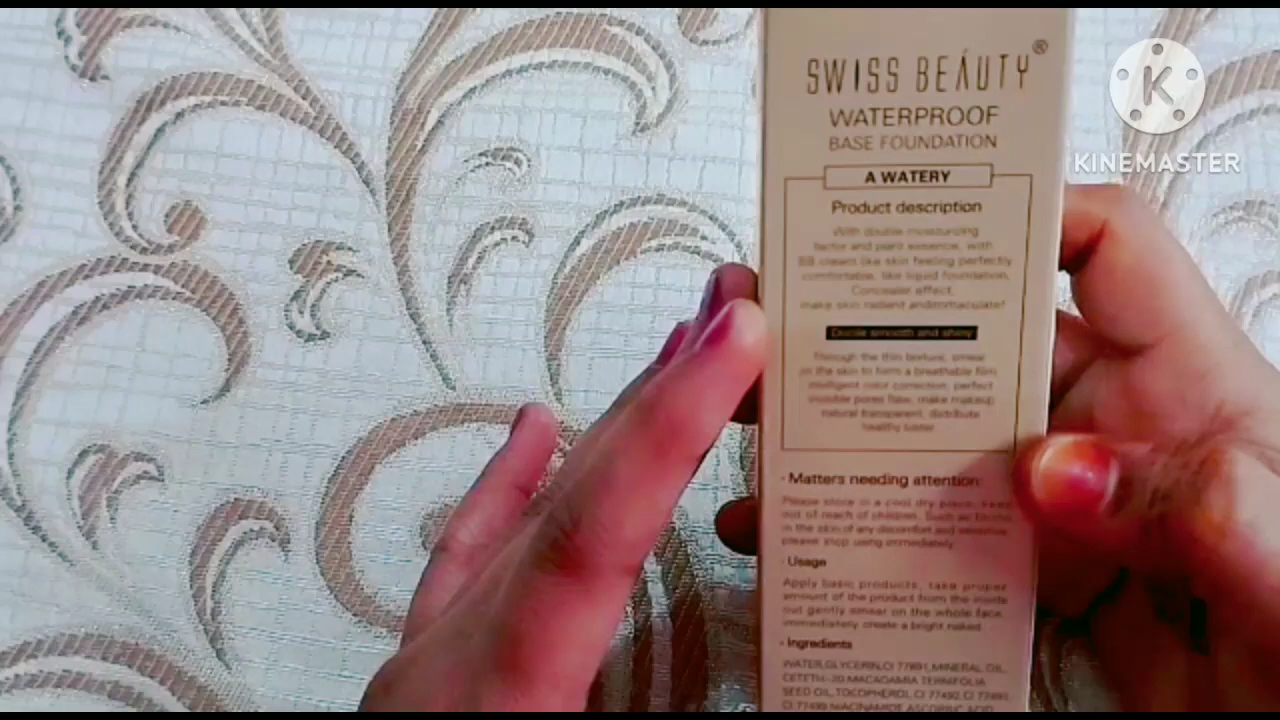 SWISS BEÁUTY®
WATERPROOF
BASE FOUNDATION
A WATERY
Product description
With double moisturizing
factor and plant essence, with
BB cream like skin feeling perfectly
comfortable, like liquid foundation,
Concealer effect,
make skin radiant andimmaculate!
smooth and shiny
Through the thin texture, smear
on the skin to form a breathable film
intelligent color correction, perfect
invisible pores flaw, make makeup
natural transparent, distribute
healthy luster
· Matters needing attention:
Please store in a cool dry place, keep
out of reach of children. Such as
in the skin of any discomfort and
please stop using immediately.
· Usage
Apply basic products, take proper
amount of the product from the inside
out gently smear on the whole face,
immediately create a bright naked.
· Ingredients
WATER,GLYCERIN,CI 77891,MINERAL OIL,
CETETH-20 MACADAMIA TERNIFOLIA
SEED OIL,TOCOPHEROL,CI 77492,CI 77491,
CI 77499,NIACINAMIDE ASCORBIC ACID
K
KINEMASTER